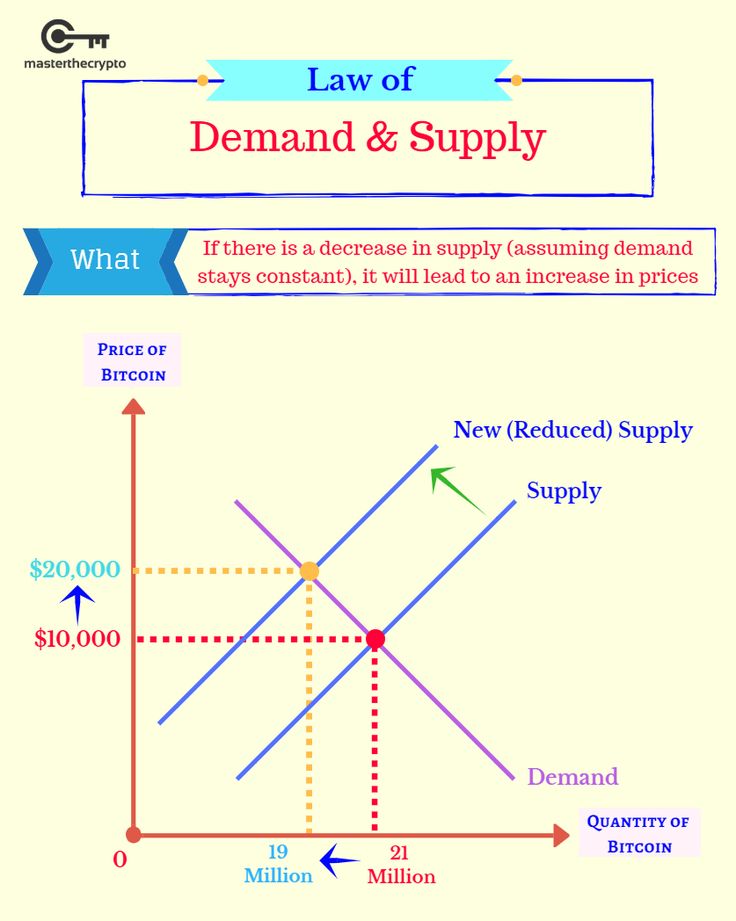 masterthecrypto
Law of
Demand & Supply
What
If there is a decrease in supply (assuming demand
stays constant), it will lead to an increase in prices
Price of
Bitcoin
New (Reduced) Supply
Supply
$20,000
$10,000
Demand
Quantity of
Bitcoin
0
19
Million
21
Million